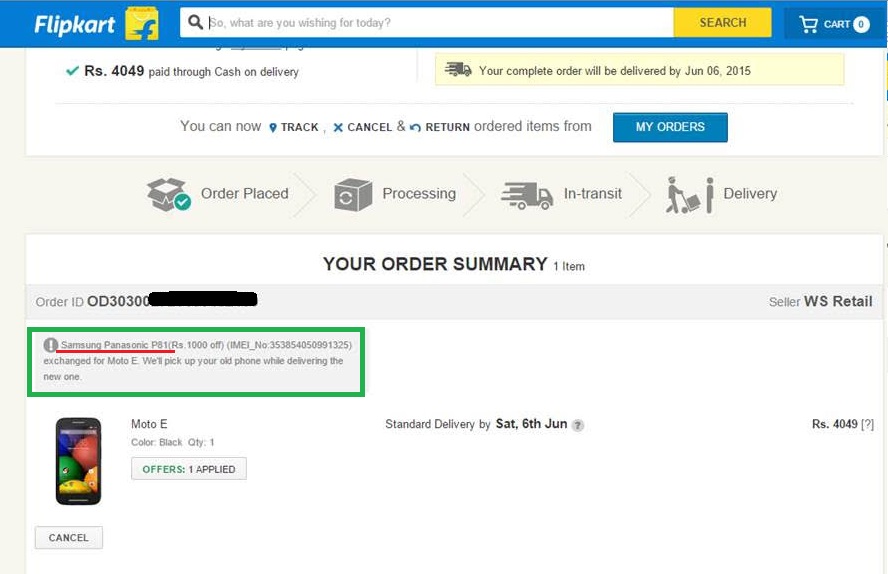 Flipkart
So, what are you wishing for today?
SEARCH
CART 0
Rs. 4049 paid through Cash on delivery
Your complete order will be delivered by Jun 06, 2015
You can now TRACK , CANCEL & RETURN ordered items from MY ORDERS
Order Placed
Processing
In-transit
Delivery
YOUR ORDER SUMMARY 1 Item
Order ID OD30300
Seller WS Retail
Samsung Panasonic P81(Rs.1000 off) (IMEI_No:353854050991325)
exchanged for Moto E. We'll pick up your old phone while delivering the
new one.
Moto E
Color: Black Qty: 1
OFFERS: 1 APPLIED
Standard Delivery by Sat, 6th Jun ?
Rs. 4049 [?]
CANCEL